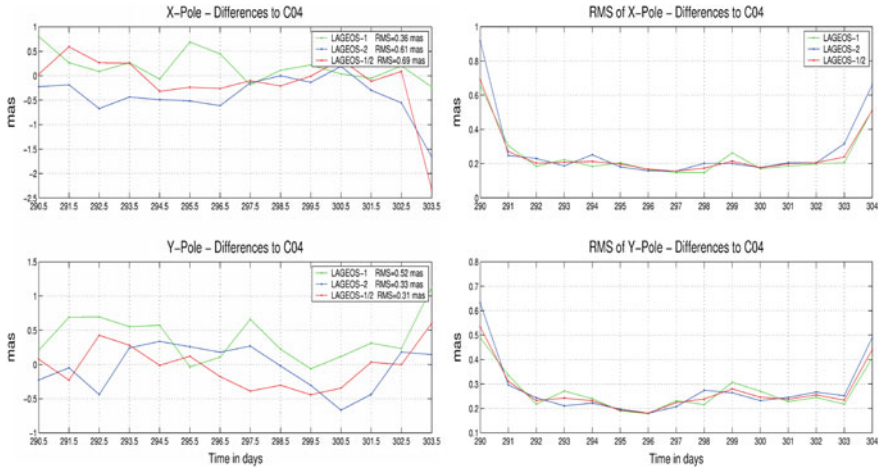 X-Pole – Differences to C04
mas
1
0.5
0
-0.5
-1
-1.5
-2
-2.5
290.5 291.5 292.5 293.5 294.5 295.5 296.5 297.5 298.5 299.5 300.5 301.5 302.5 303.5
LAGEOS-1 RMS=0.36 mas
LAGEOS-2 RMS=0.61 mas
LAGEOS-1/2 RMS=0.69 mas
RMS of X-Pole – Differences to C04
mas
1
0.8
0.6
0.4
0.2
0
290 291 292 293 294 295 296 297 298 299 300 301 302 303 304
LAGEOS-1
LAGEOS-2
LAGEOS-1/2
Y-Pole – Differences to C04
mas
1.5
1
0.5
0
-0.5
-1
290.5 291.5 292.5 293.5 294.5 295.5 296.5 297.5 298.5 299.5 300.5 301.5 302.5 303.5
Time in days
LAGEOS-1 RMS=0.52 mas
LAGEOS-2 RMS=0.33 mas
LAGEOS-1/2 RMS=0.31 mas
RMS of Y-Pole – Differences to C04
mas
0.8
0.7
0.6
0.5
0.4
0.3
0.2
0.1
290 291 292 293 294 295 296 297 298 299 300 301 302 303 304
Time in days
LAGEOS-1
LAGEOS-2
LAGEOS-1/2